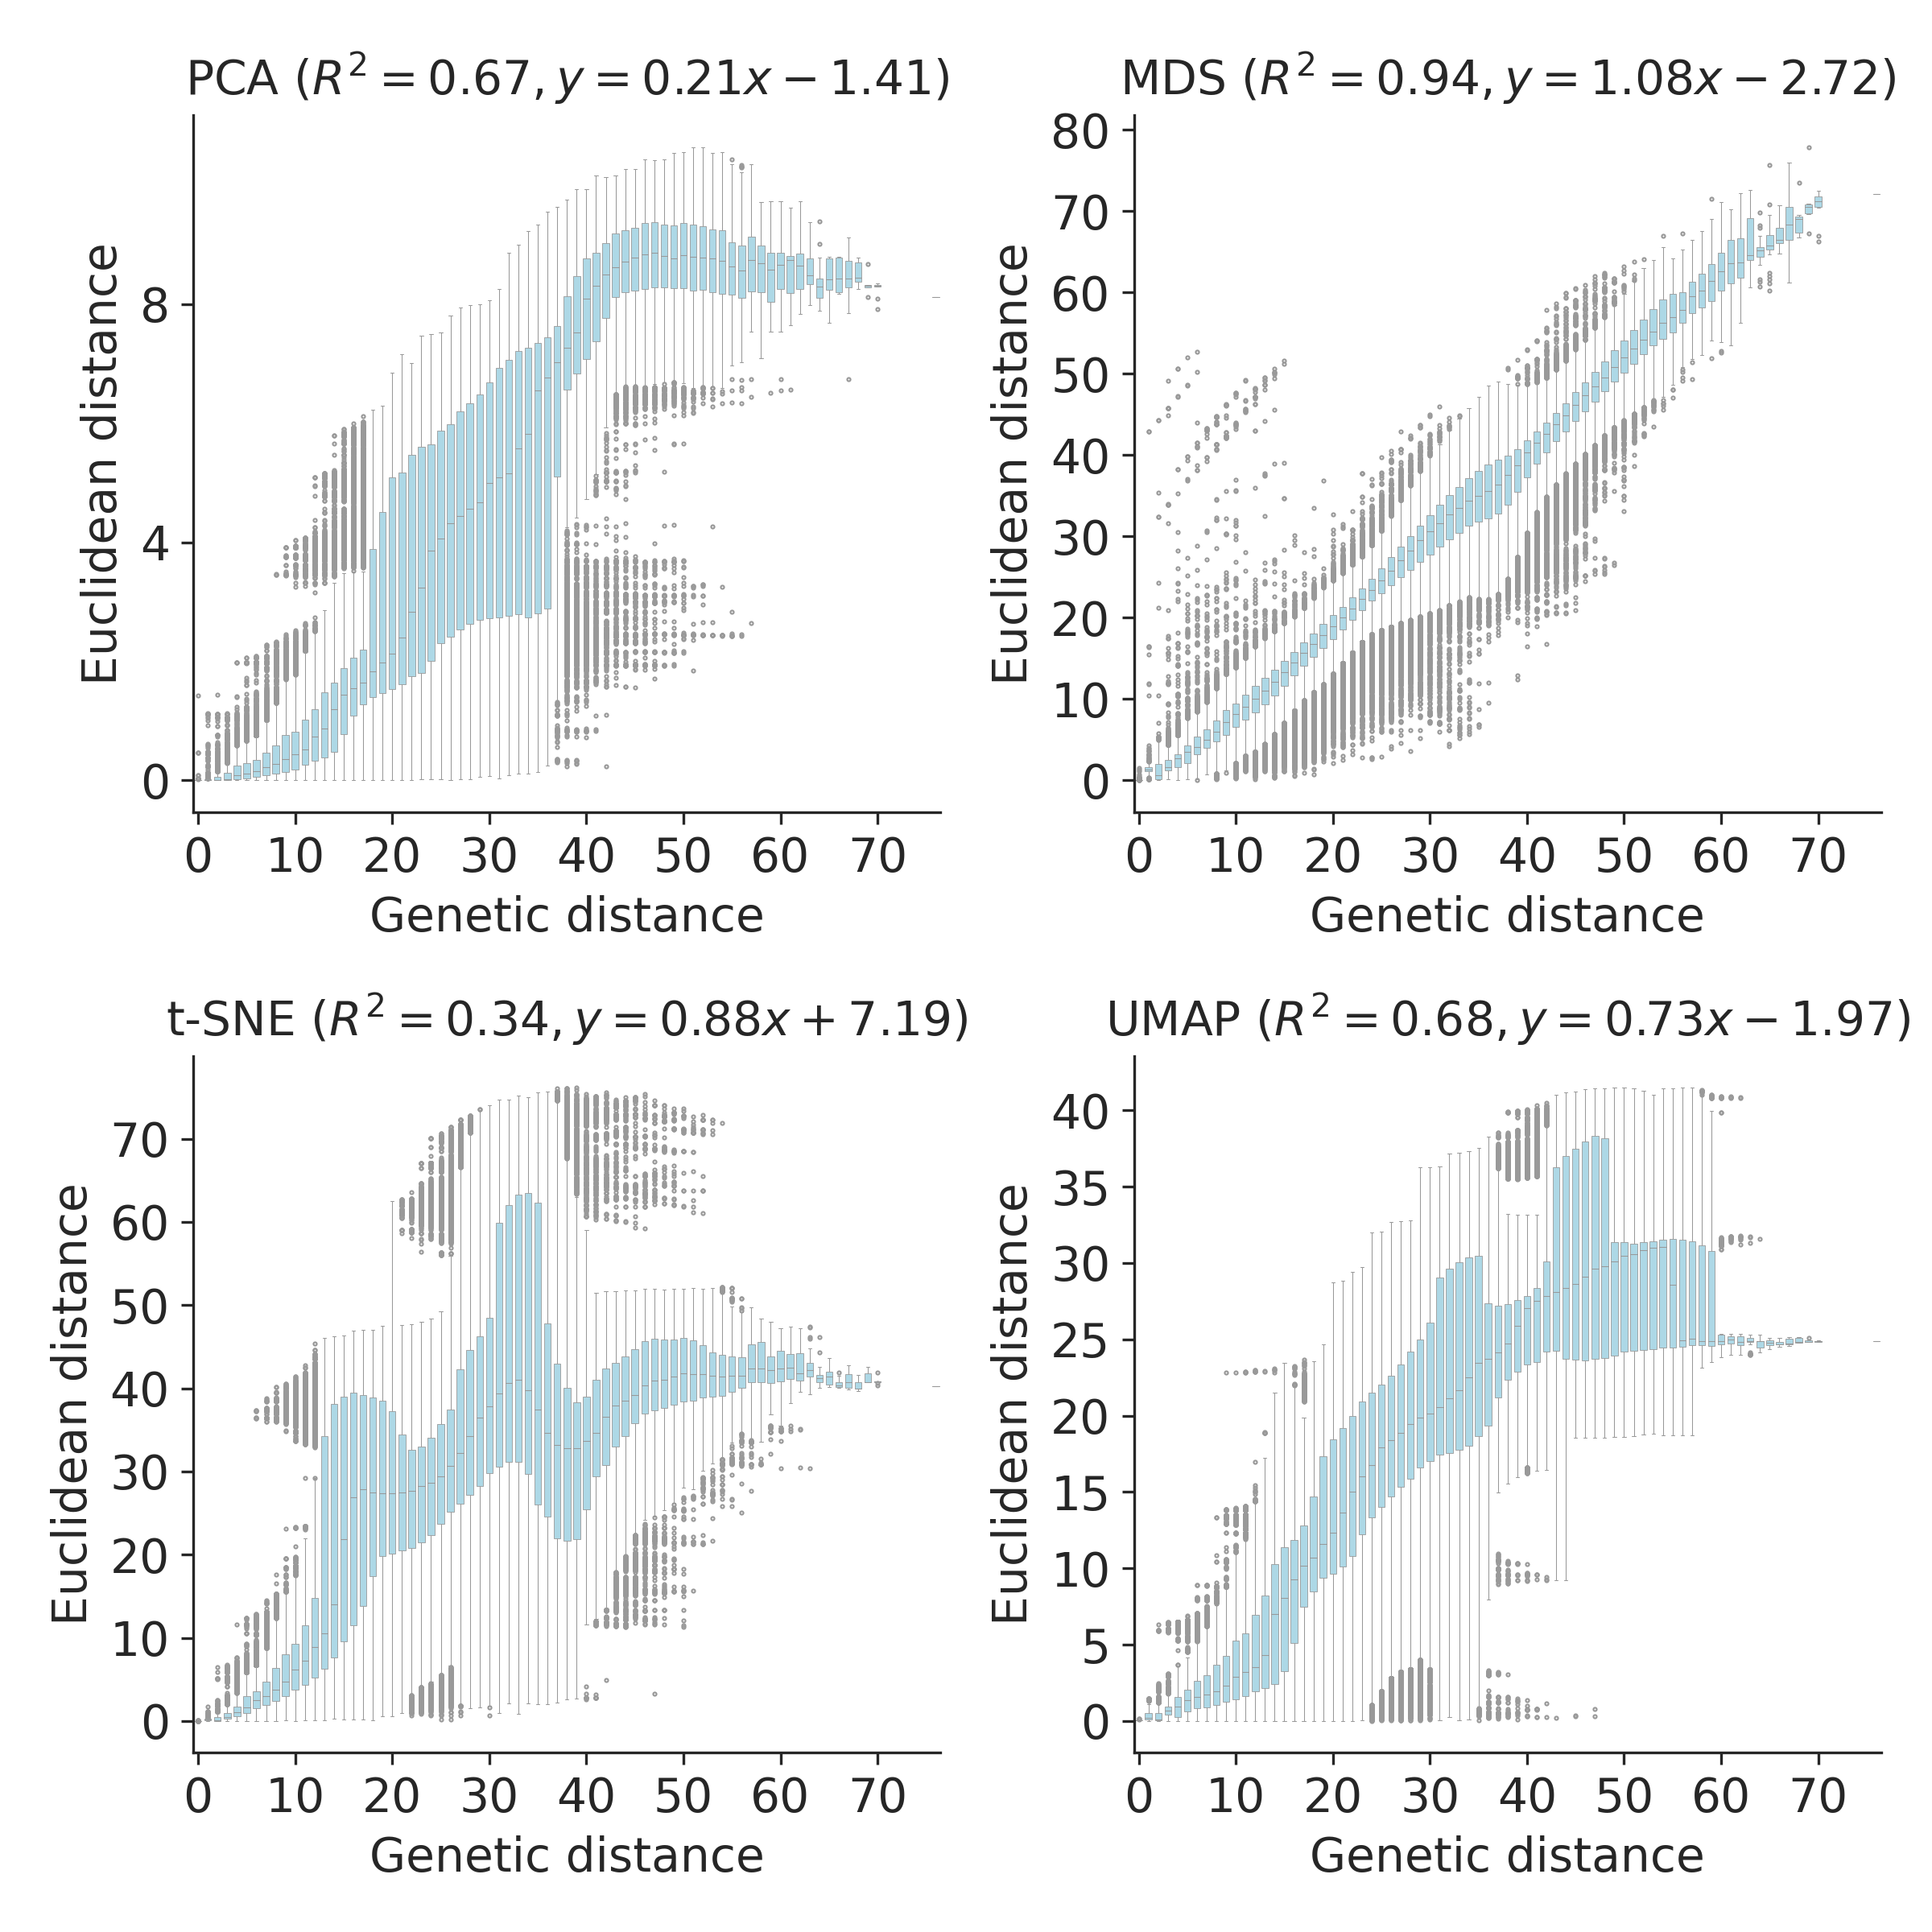 PCA (R² = 0.67, y = 0.21x − 1.41)
Euclidean distance
8
4
0
0 10 20 30 40 50 60 70
Genetic distance
MDS (R² = 0.94, y = 1.08x − 2.72)
Euclidean distance
80
70
60
50
40
30
20
10
0
0 10 20 30 40 50 60 70
Genetic distance
t-SNE (R² = 0.34, y = 0.88x + 7.19)
Euclidean distance
70
60
50
40
30
20
10
0
0 10 20 30 40 50 60 70
Genetic distance
UMAP (R² = 0.68, y = 0.73x − 1.97)
Euclidean distance
40
35
30
25
20
15
10
5
0
0 10 20 30 40 50 60 70
Genetic distance